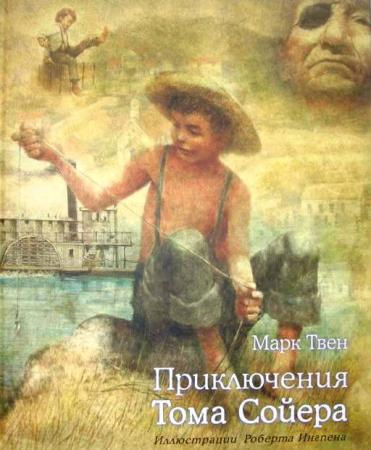 Марк Твен
Приключения
Тома Сойера
Иллюстрации Роберта Ингпена